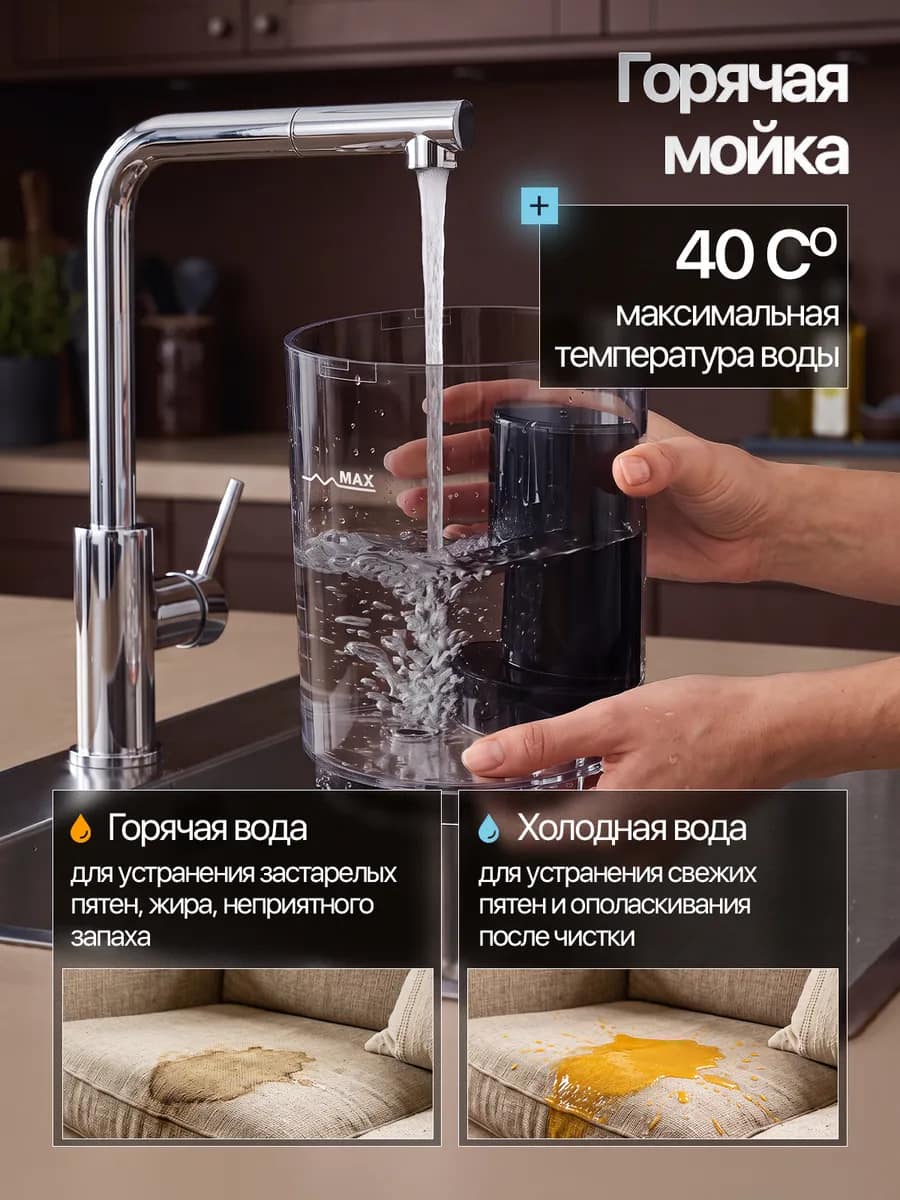 Горячая
мойка
+
40 Cº
максимальная
температура воды
MAX
Горячая вода
для устранения застарелых
пятен, жира, неприятного
запаха
Холодная вода
для устранения свежих
пятен и ополаскивания
после чистки